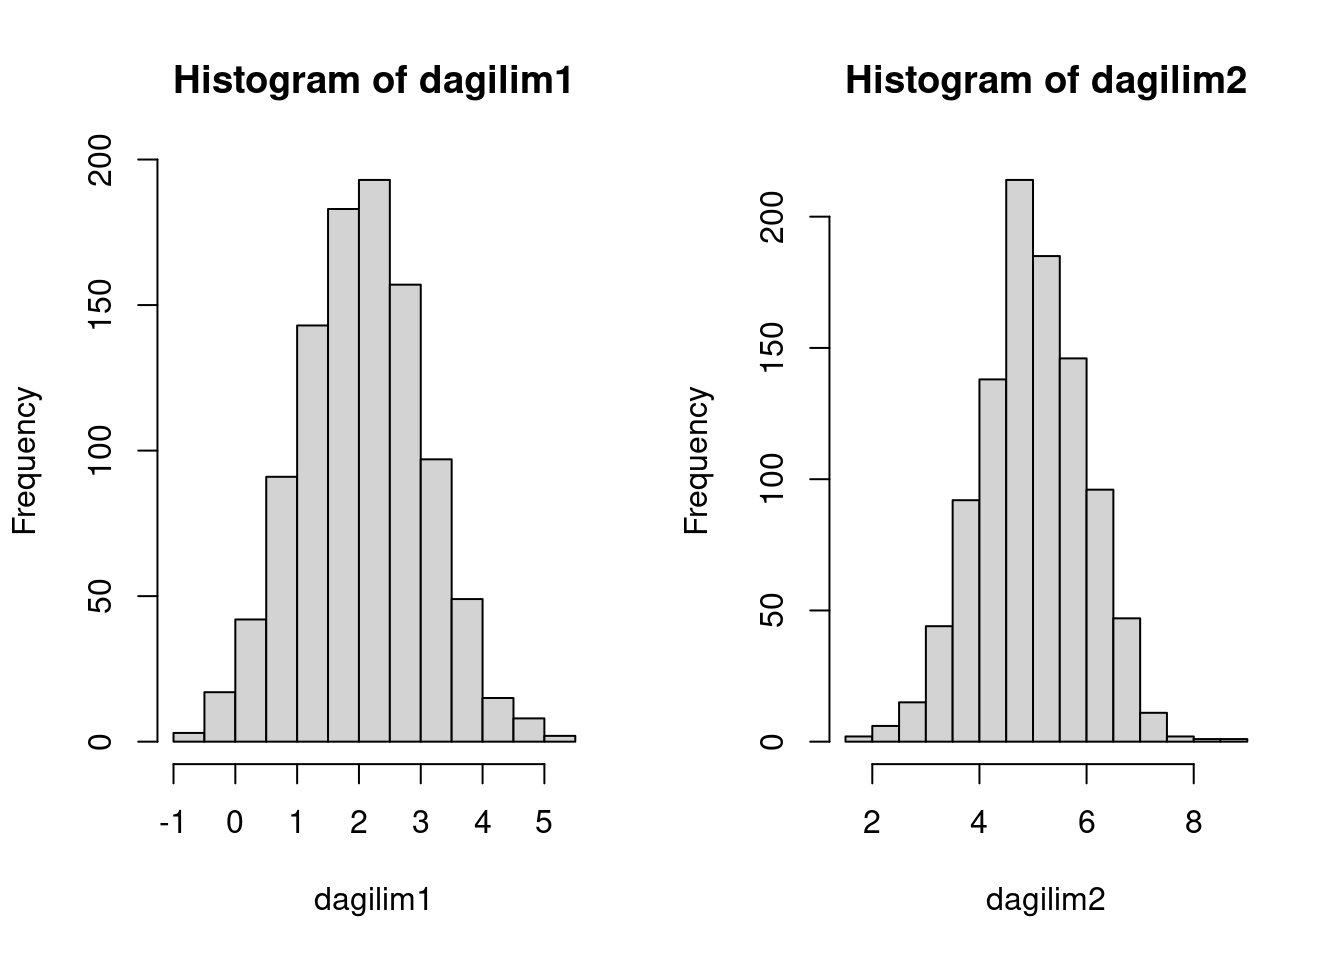 Histogram of dagilim1
Frequency
200
150
100
50
0
-1 0 1 2 3 4 5
dagilim1
Histogram of dagilim2
Frequency
200
150
100
50
0
2 4 6 8
dagilim2